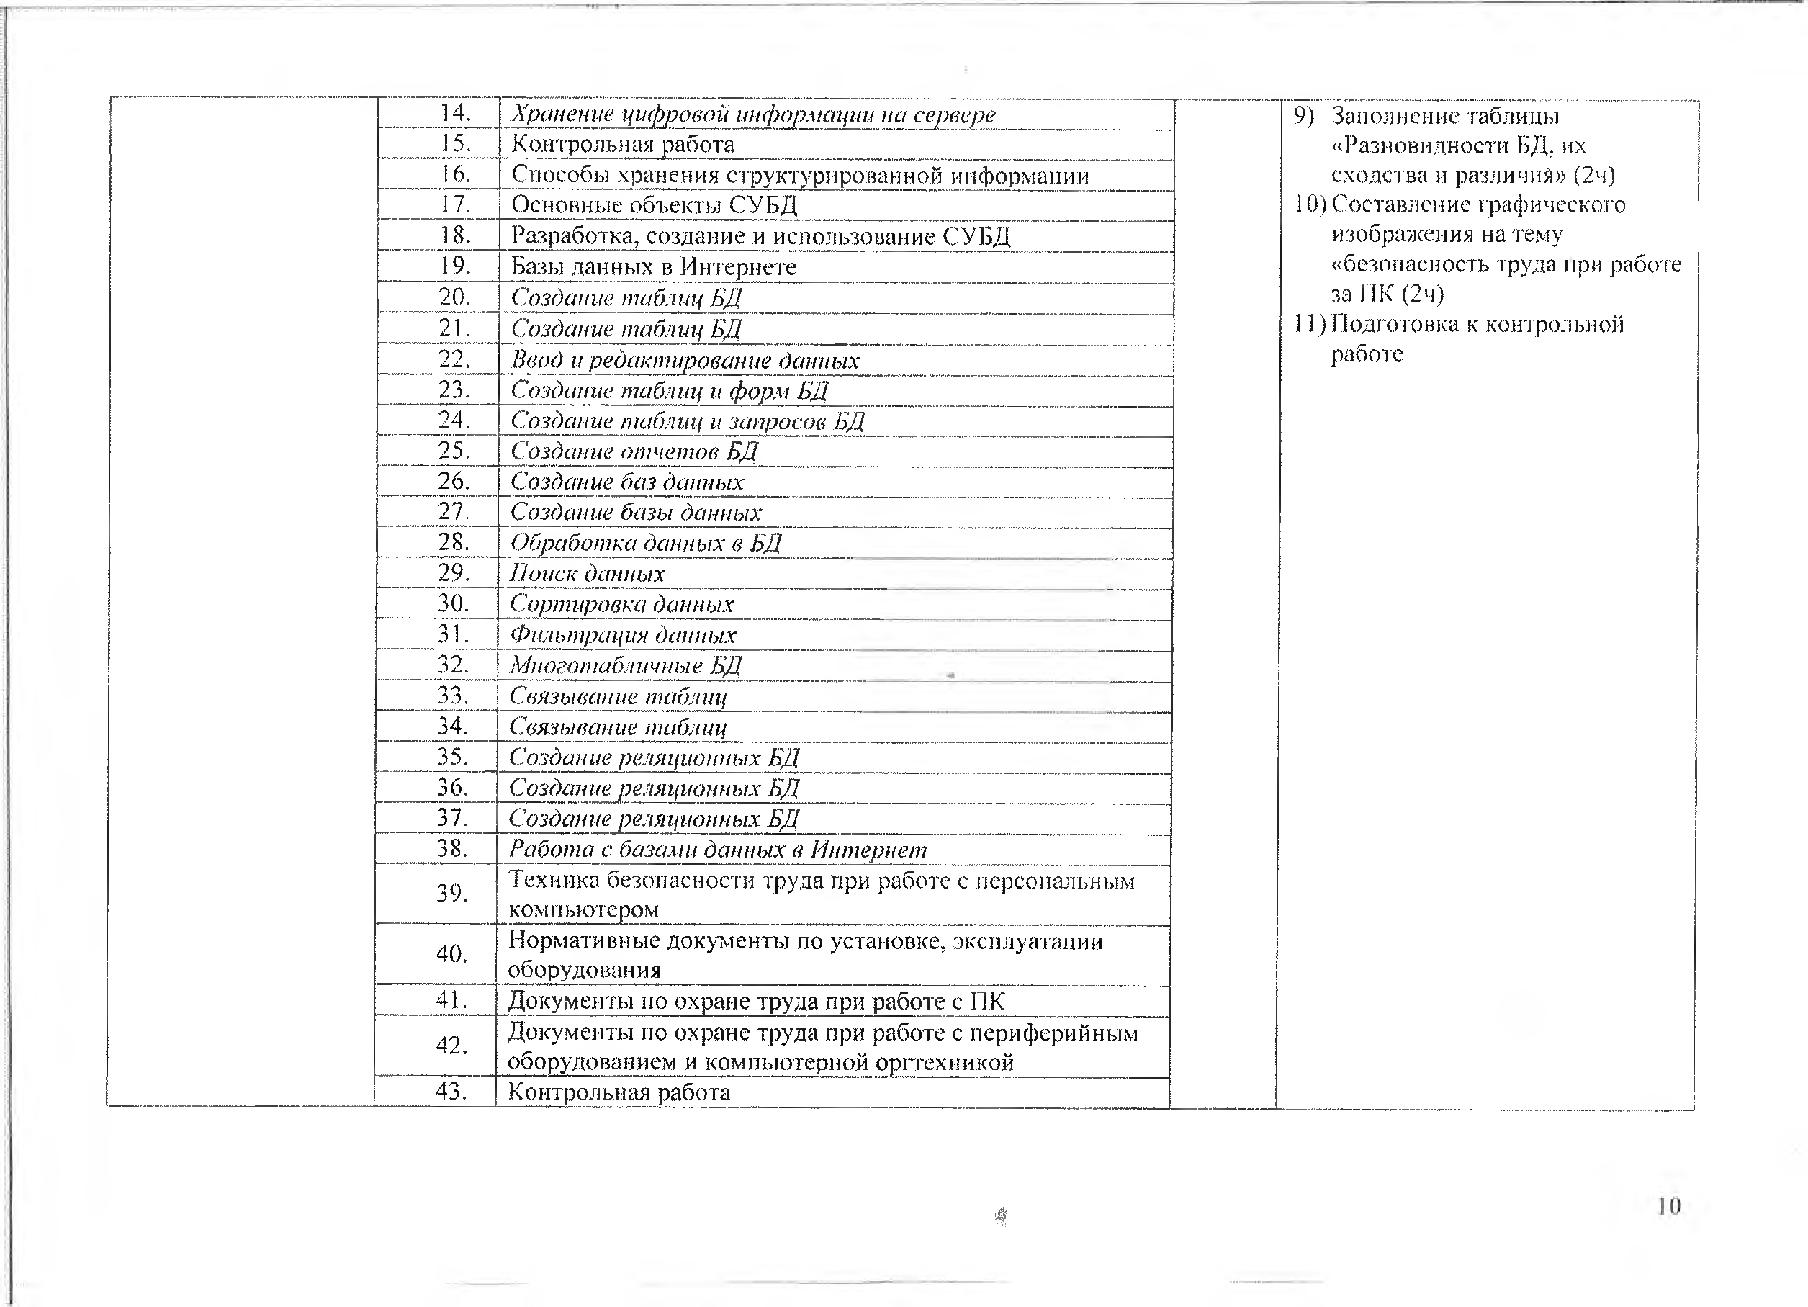 14. Хранение цифровой информации на сервере
15. Контрольная работа
16. Способы хранения структурированной информации
17. Основные объекты СУБД
18. Разработка, создание и использование СУБД
19. Базы данных в Интернете
20. Создание таблиц БД
21. Создание таблиц БД
22. Ввод и редактирование данных
23. Создание таблиц и форм БД
24. Создание таблиц и запросов БД
25. Создание отчетов БД
26. Создание баз данных
27. Создание базы данных
28. Обработка данных в БД
29. Поиск данных
30. Сортировка данных
31. Фильтрация данных
32. Многотабличные БД
33. Связывание таблиц
34. Связывание таблиц
35. Создание реляционных БД
36. Создание реляционных БД
37. Создание реляционных БД
38. Работа с базами данных в Интернет
39. Техника безопасности труда при работе с персональным
компьютером
40. Нормативные документы по установке, эксплуатации
оборудования
41. Документы по охране труда при работе с ПК
42. Документы по охране труда при работе с периферийным
оборудованием и компьютерной оргтехникой
43. Контрольная работа
9) Заполнение таблицы
«Разновидности БД, их
сходства и различия» (2ч)
10) Составление графического
изображения на тему
«безопасность труда при работе
за ПК (2ч)
11) Подготовка к контрольной
работе
10